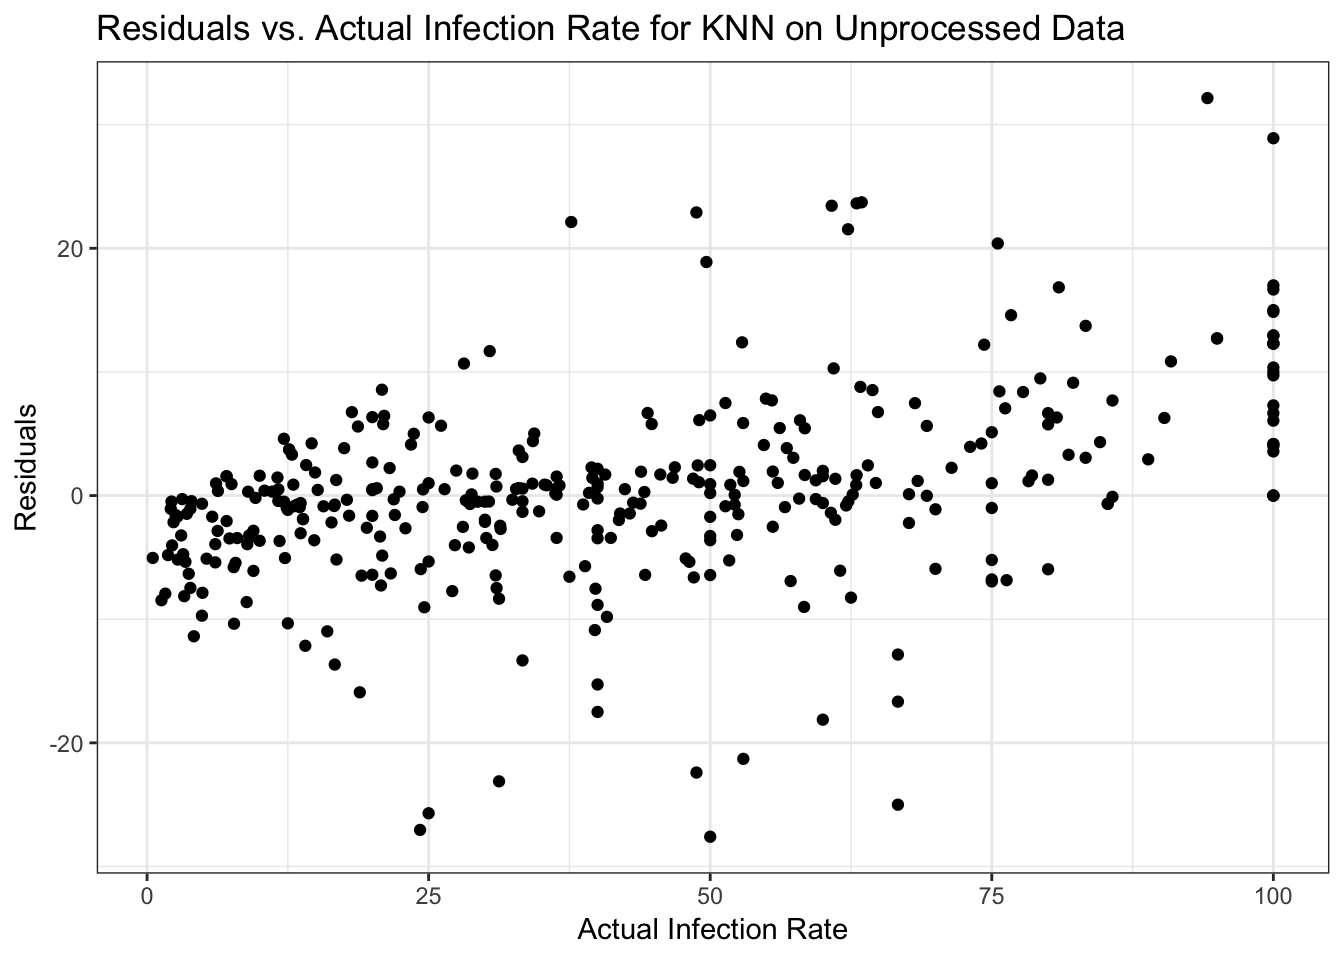 Residuals vs. Actual Infection Rate for KNN on Unprocessed Data
Residuals
20
0
-20
0 25 50 75 100
Actual Infection Rate